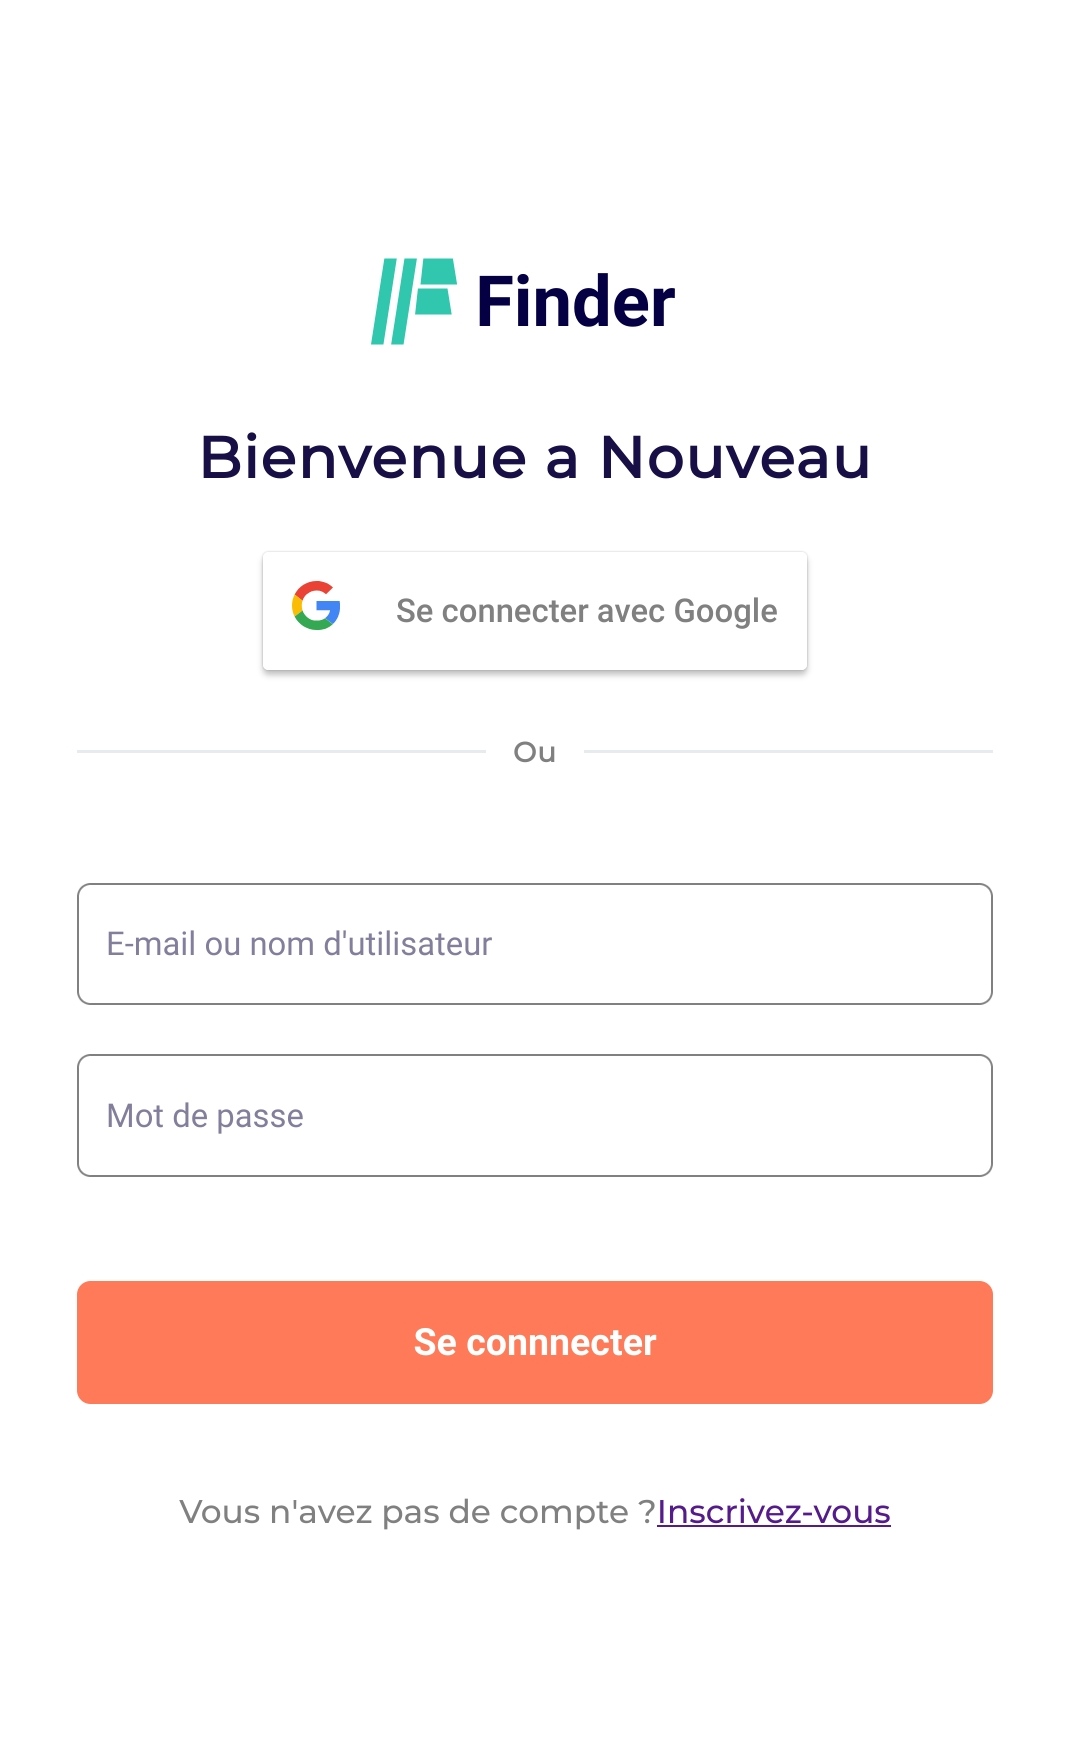 Finder
Bienvenue a Nouveau
Se connecter avec Google
Ou
E-mail ou nom d'utilisateur
Mot de passe
Se connnecter
Vous n'avez pas de compte ?Inscrivez-vous